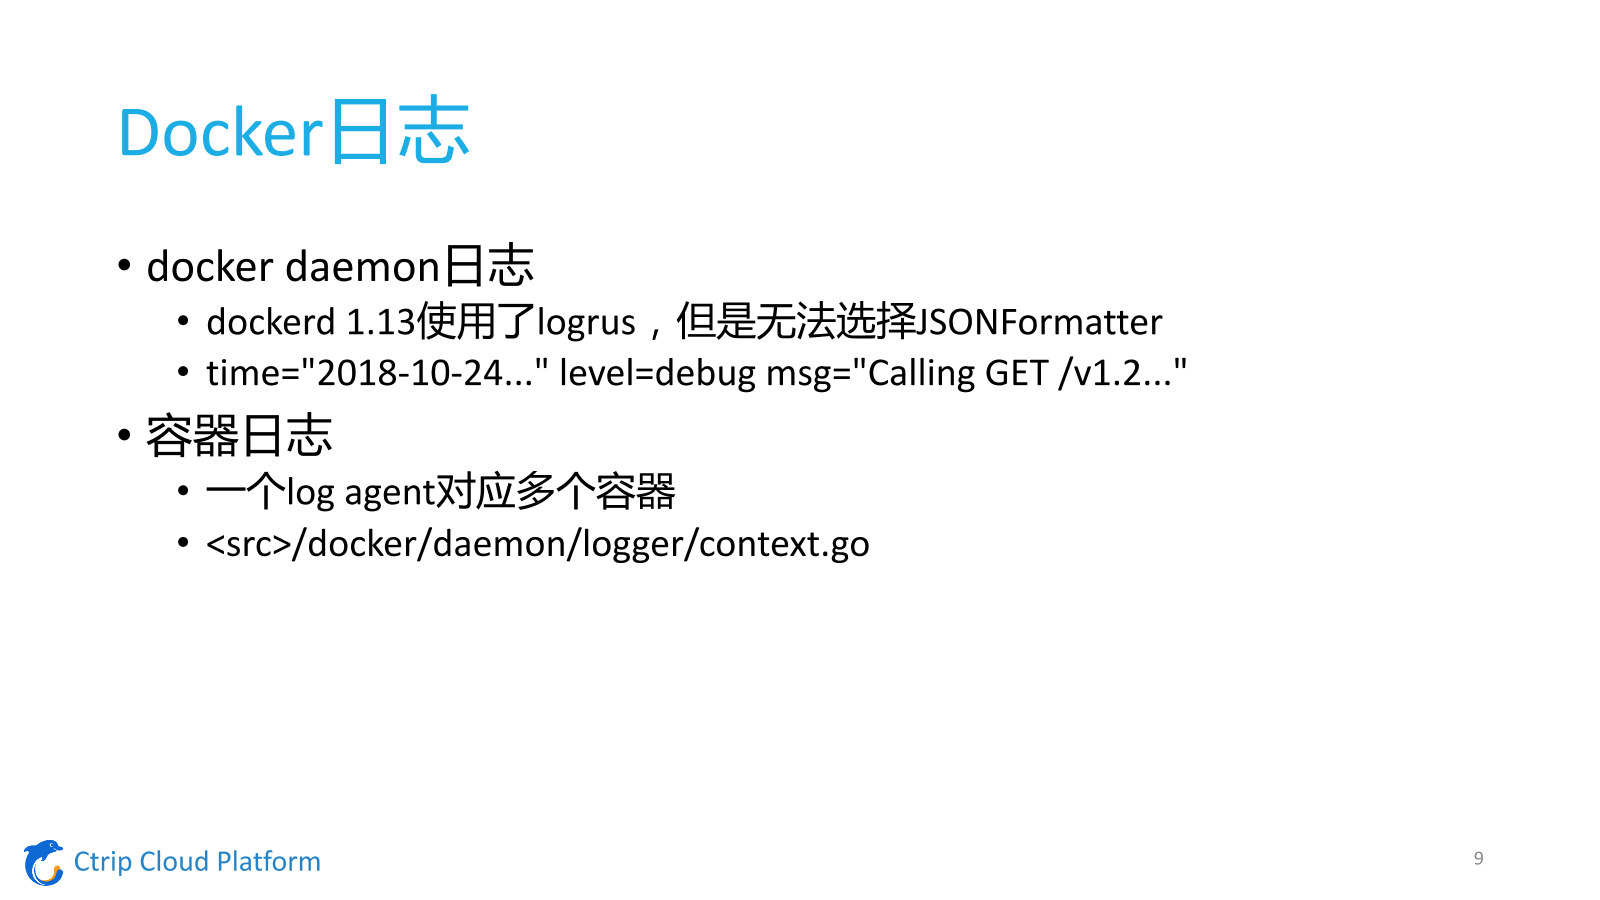 Docker日志
• docker daemon日志
• dockerd 1.13使用了logrus，但是无法选择JSONFormatter
• time="2018-10-24..." level=debug msg="Calling GET /v1.2..."
• 容器日志
• 一个log agent对应多个容器
• <src>/docker/daemon/logger/context.go
Ctrip Cloud Platform
9